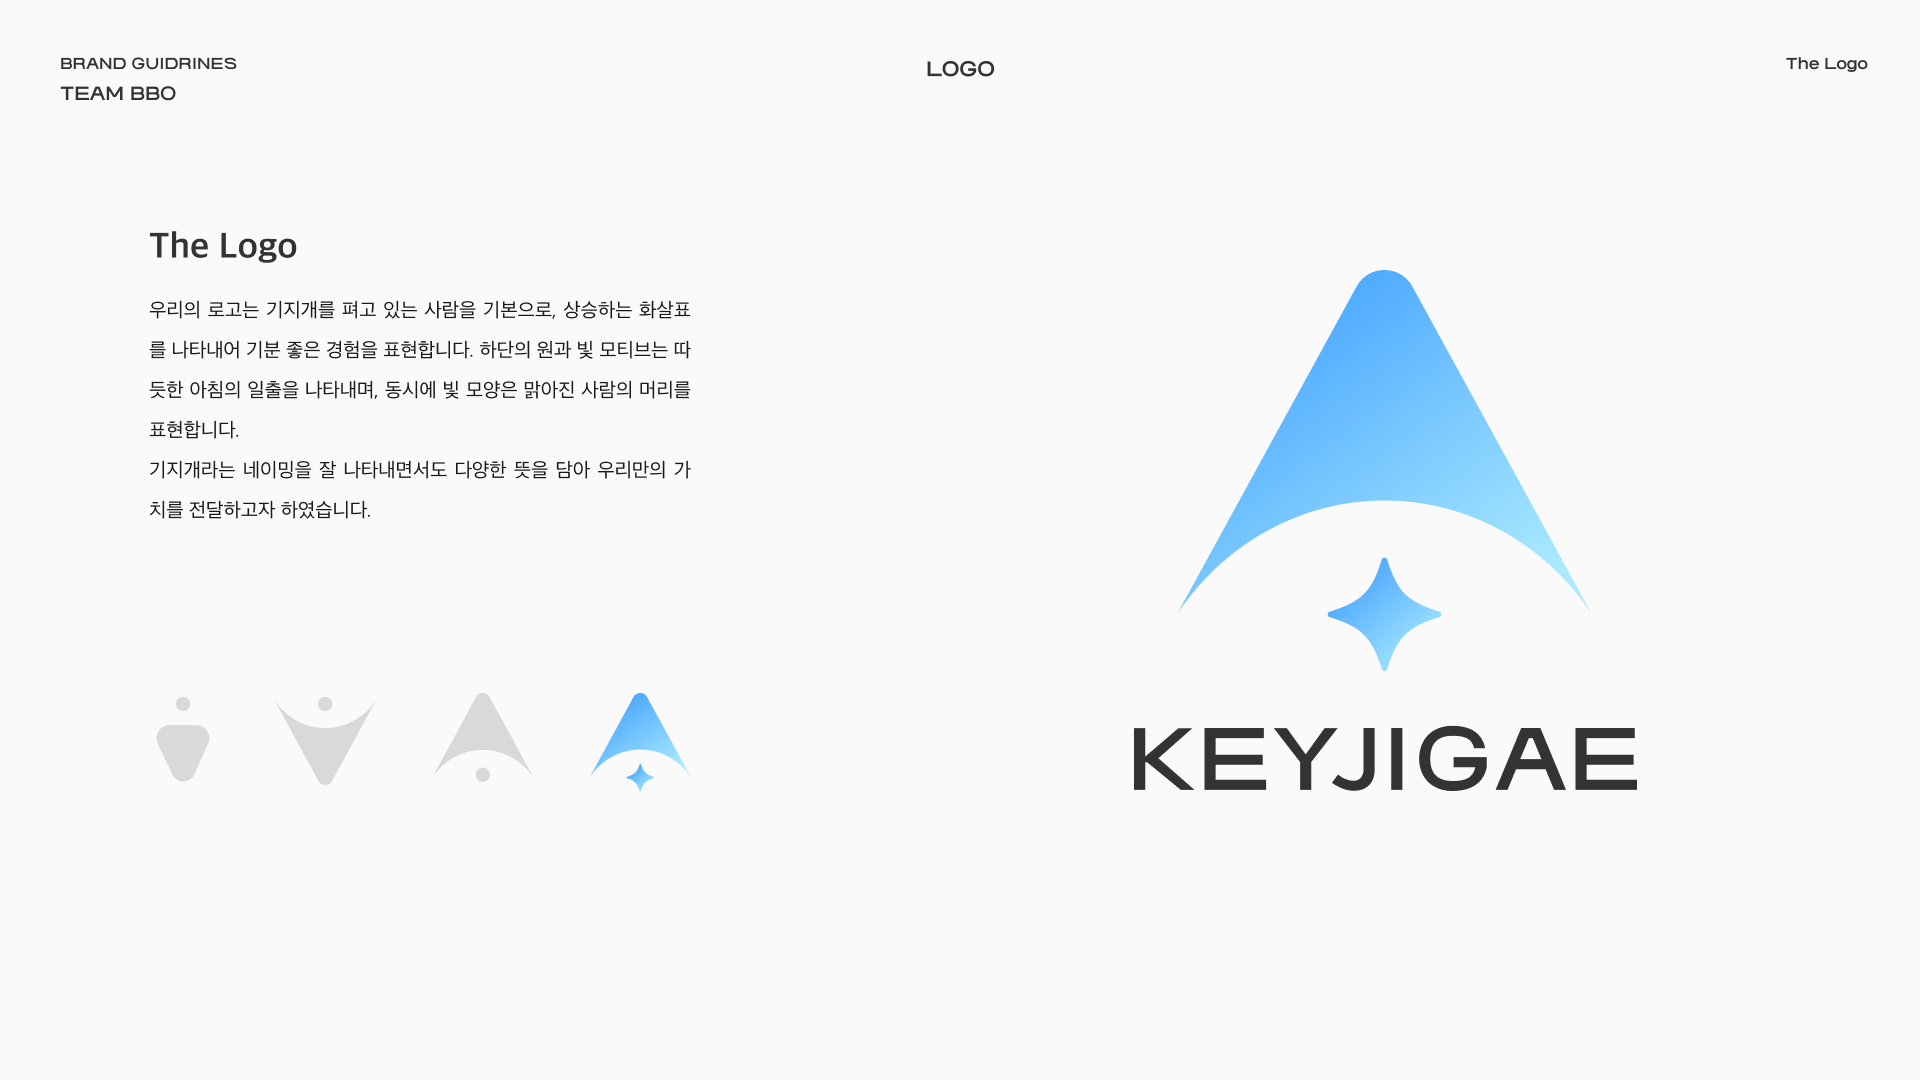 BRAND GUIDRINES
TEAM BBO
LOGO
The Logo
The Logo
우리의 로고는 기지개를 펴고 있는 사람을 기본으로, 상승하는 화살표
를 나타내어 기분 좋은 경험을 표현합니다. 하단의 원과 빛 모티브는 따
듯한 아침의 일출을 나타내며, 동시에 빛 모양은 맑아진 사람의 머리를
표현합니다.
기지개라는 네이밍을 잘 나타내면서도 다양한 뜻을 담아 우리만의 가
치를 전달하고자 하였습니다.
KEYJIGAE